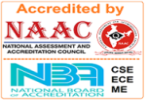 Accredited by
NAAC
NATIONAL ASSESSMENT AND
ACCREDITATION COUNCIL
NBA
NATIONAL BOARD
of ACCREDITATION
CSE
ECE
ME